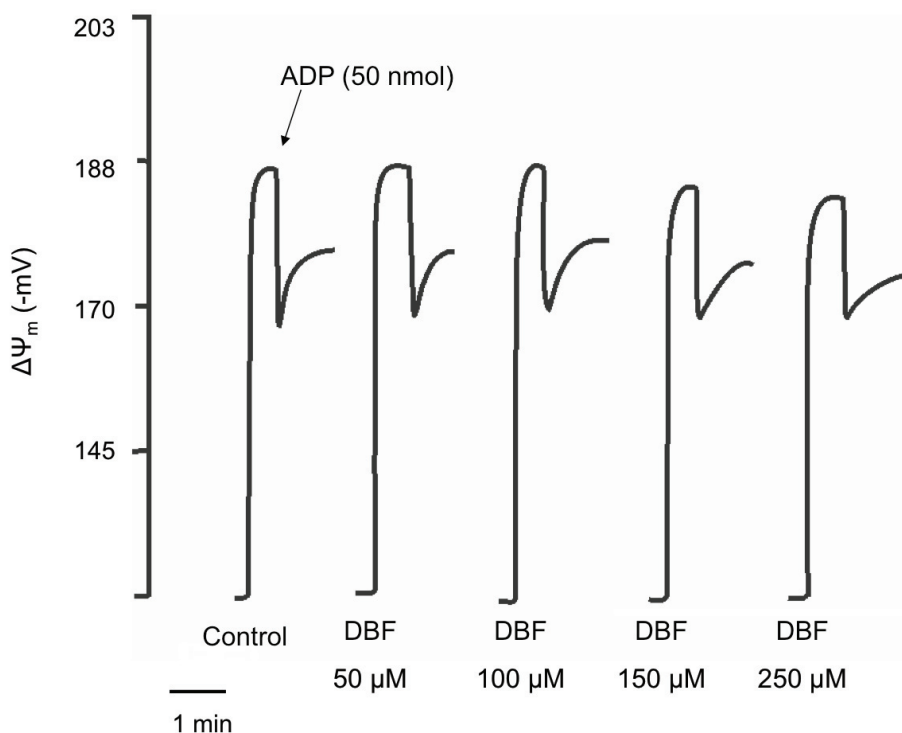 203
ADP (50 nmol)
188
170
145
ΔΨm (-mV)
Control
DBF
50 µM
DBF
100 µM
DBF
150 µM
DBF
250 µM
1 min